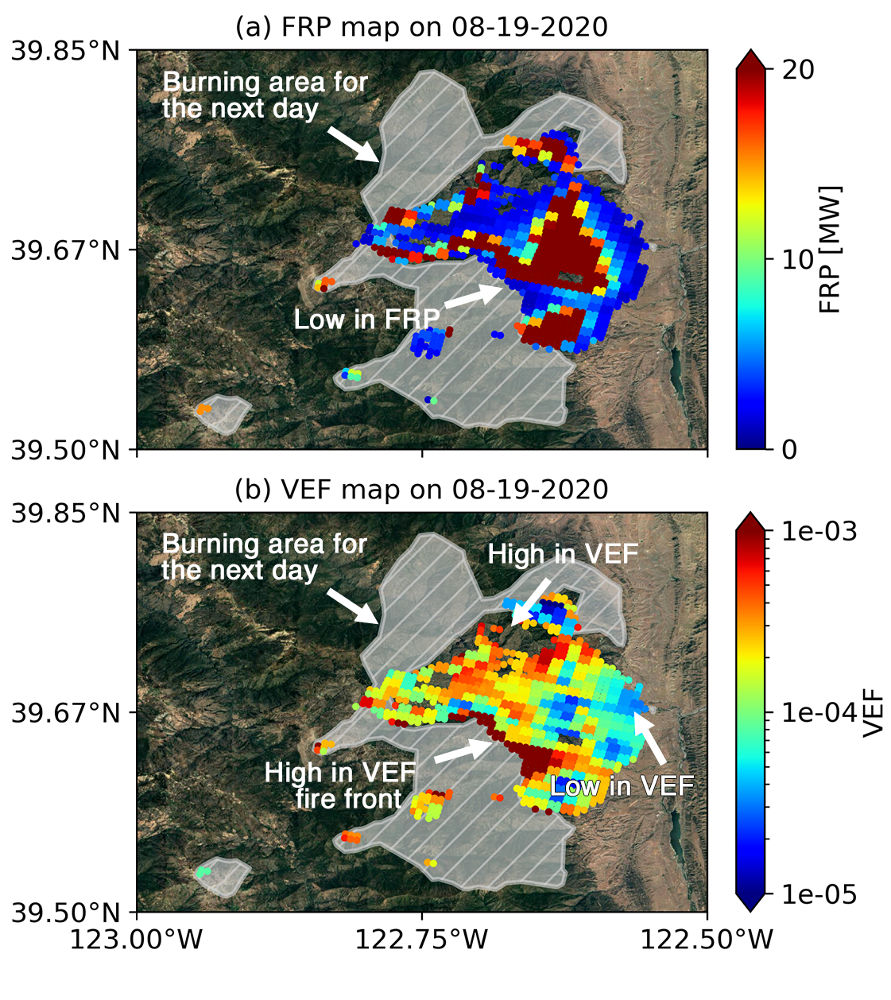 (a) FRP map on 08-19-2020
39.85°N
Burning area for
the next day
39.67°N
Low in FRP
39.50°N
20
10
0
FRP [MW]
(b) VEF map on 08-19-2020
39.85°N
Burning area for
the next day
High in VEF
39.67°N
High in VEF
fire front
Low in VEF
39.50°N
123.00°W
122.75°W
122.50°W
1e-03
1e-04
1e-05
VEF